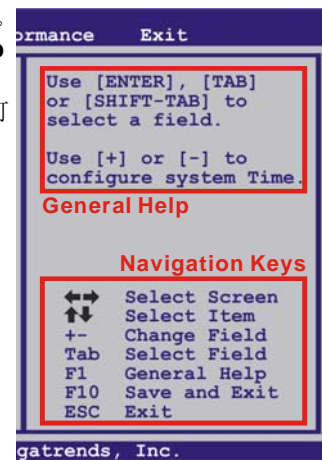 ormance Exit
Use [ENTER], [TAB]
or [SHIFT-TAB] to
select a field.
Use [+] or [-] to
configure system Time.
General Help
Navigation Keys
←→ Select Screen
↑↓ Select Item
+- Change Field
Tab Select Field
F1 General Help
F10 Save and Exit
ESC Exit
gatrends, Inc.